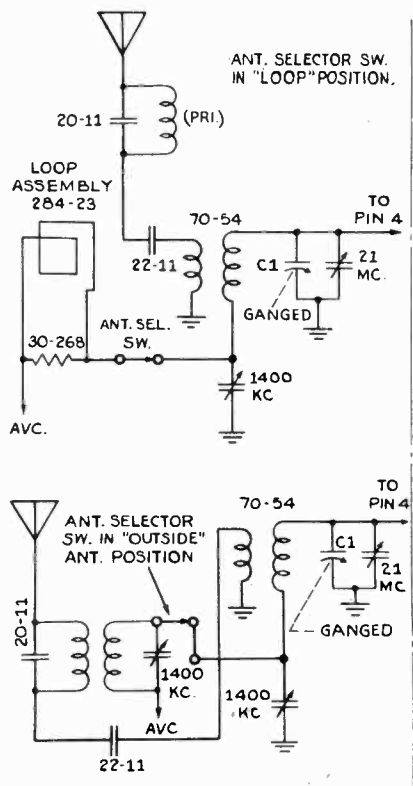 ANT. SELECTOR SW.
IN "LOOP" POSITION.
20-11
(PRI.)
LOOP
ASSEMBLY
284-23
70-54
TO
PIN 4
22-11
C1
21
MC.
GANGED
30-268
ANT. SEL.
SW.
1400
KC
AVC.
TO
PIN 4
70-54
ANT. SELECTOR
SW. IN "OUTSIDE"
ANT. POSITION
C1
21
MC
GANGED
20-11
1400
KC.
1400
KC
AVC
22-11